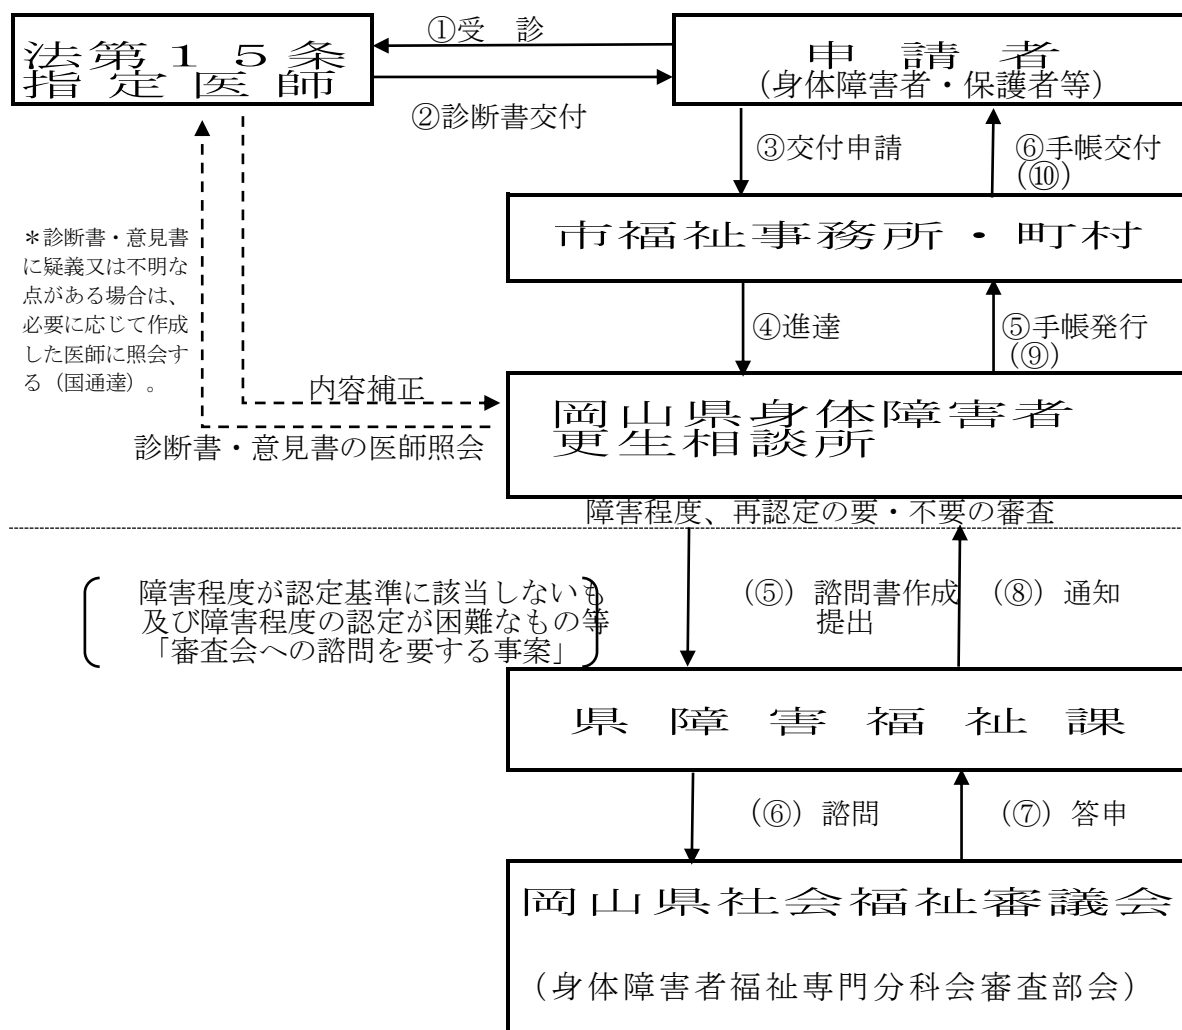 ①受　診
法第１５条
指定医師
申請者
（身体障害者・保護者等）
②診断書交付
③交付申請
⑥手帳交付
（⑩）
市福祉事務所・町村
＊診断書・意見書
に疑義又は不明な
点がある場合は、
必要に応じて作成
した医師に照会す
る（国通達）。
④進達
⑤手帳発行
（⑨）
内容補正
診断書・意見書の医師照会
岡山県身体障害者
更生相談所
障害程度、再認定の要・不要の審査
障害程度が認定基準に該当しないも
及び障害程度の認定が困難なもの等
「審査会への諮問を要する事案」
（⑤）諮問書作成
提出
（⑧）通知
県障害福祉課
（⑥）諮問
（⑦）答申
岡山県社会福祉審議会
（身体障害者福祉専門分科会審査部会）